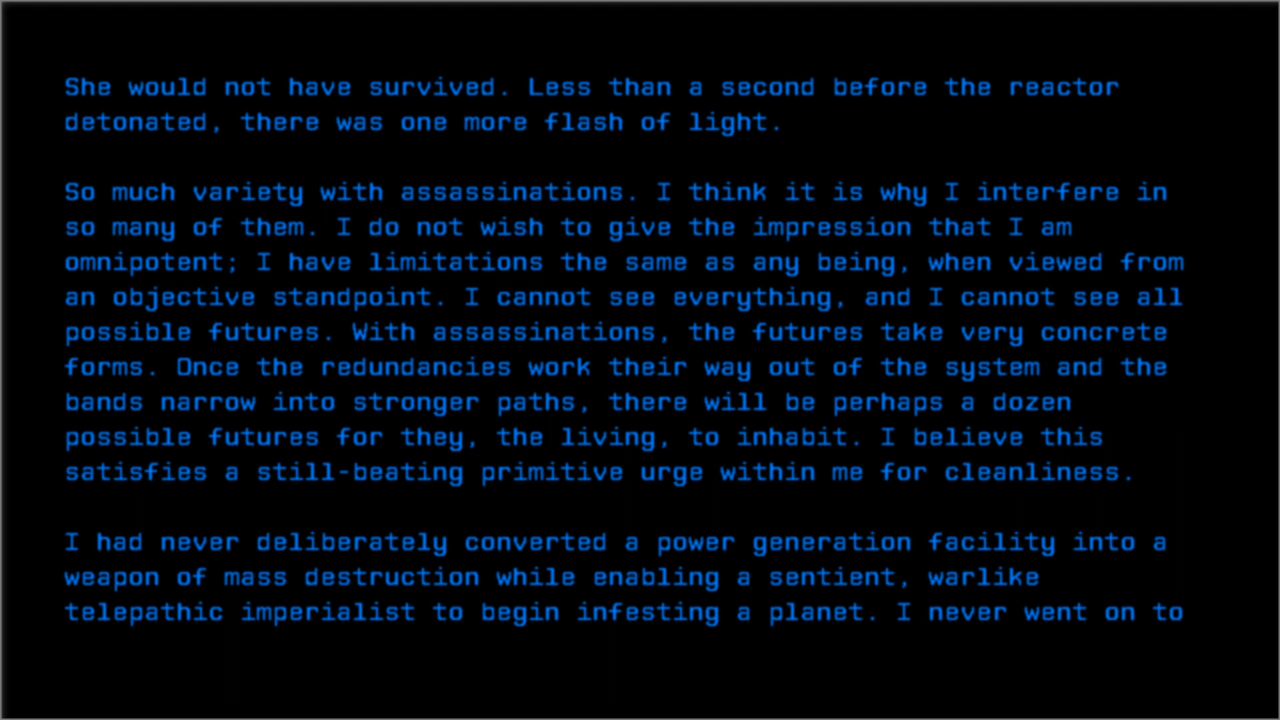 She would not have survived. Less than a second before the reactor
detonated, there was one more flash of light.
So much variety with assassinations. I think it is why I interfere in
so many of them. I do not wish to give the impression that I am
omnipotent; I have limitations the same as any being, when viewed from
an objective standpoint. I cannot see everything, and I cannot see all
possible futures. With assassinations, the futures take very concrete
forms. Once the redundancies work their way out of the system and the
bands narrow into stronger paths, there will be perhaps a dozen
possible futures for they, the living, to inhabit. I believe this
satisfies a still-beating primitive urge within me for cleanliness.
I had never deliberately converted a power generation facility into a
weapon of mass destruction while enabling a sentient, warlike
telepathic imperialist to begin infesting a planet. I never went on to